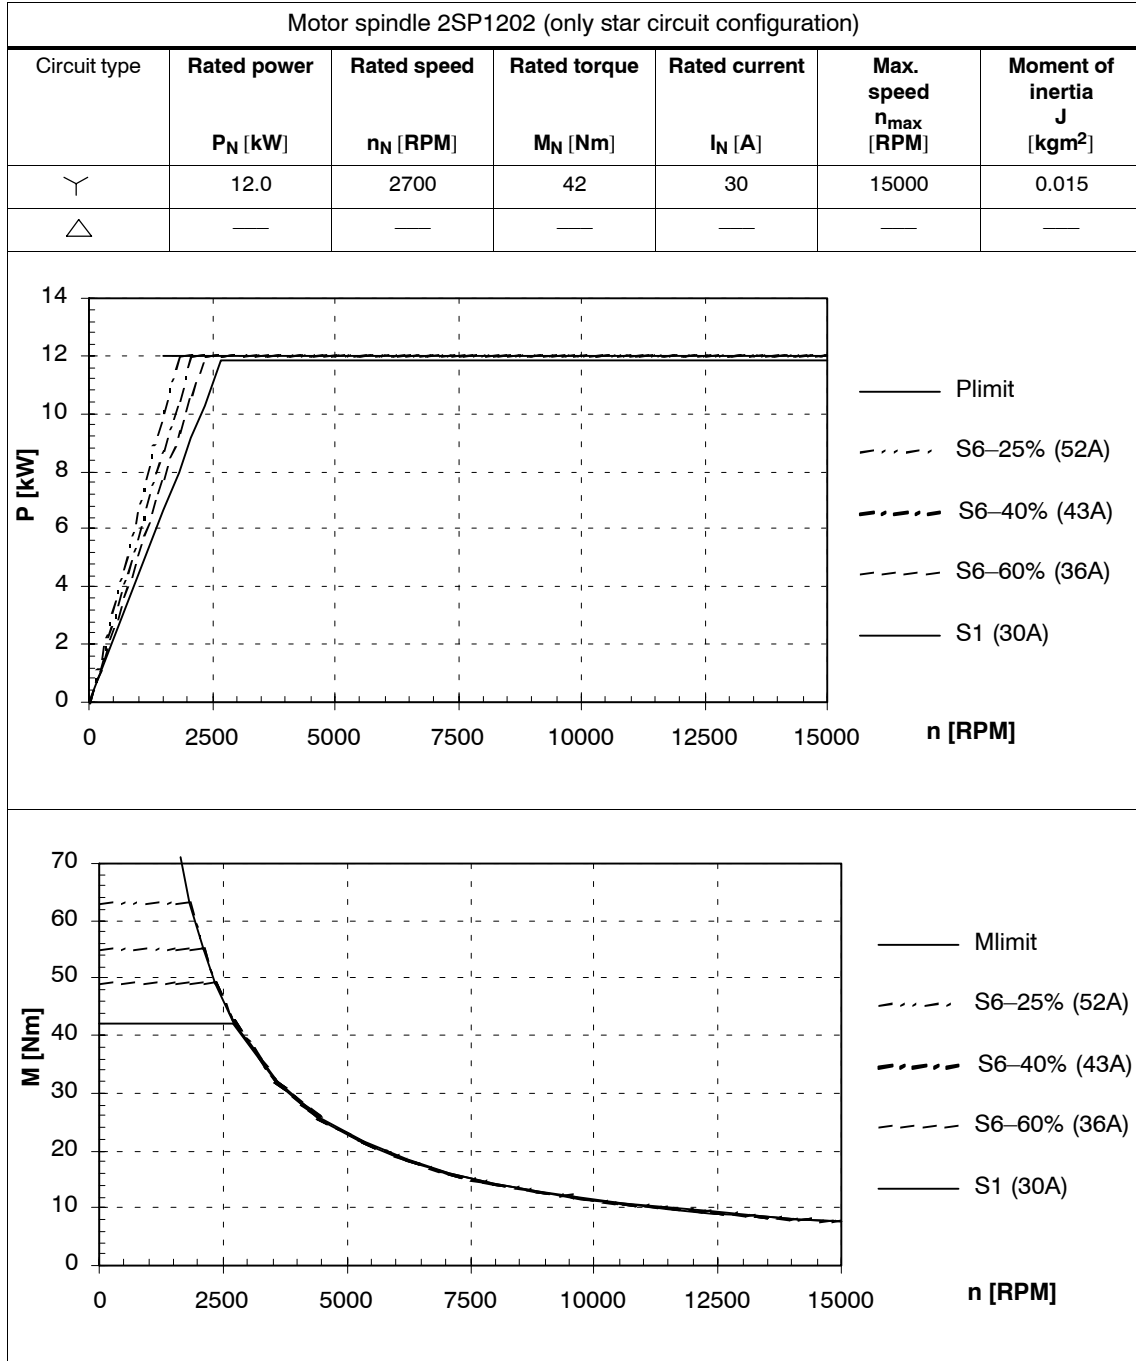 Motor spindle 2SP1202 (only star circuit configuration)
Circuit type
Rated power
P_N [kW]
Rated speed
n_N [RPM]
Rated torque
M_N [Nm]
Rated current
I_N [A]
Max.
speed
n_max
[RPM]
Moment of
inertia
J
[kgm²]
12.0 2700 42 30 15000 0.015
— — — — — —
14
12
10
8
6
4
2
0
P [kW]
0 2500 5000 7500 10000 12500 15000
n [RPM]
Plimit
S6–25% (52A)
S6–40% (43A)
S6–60% (36A)
S1 (30A)
70
60
50
40
30
20
10
0
M [Nm]
0 2500 5000 7500 10000 12500 15000
n [RPM]
Mlimit
S6–25% (52A)
S6–40% (43A)
S6–60% (36A)
S1 (30A)